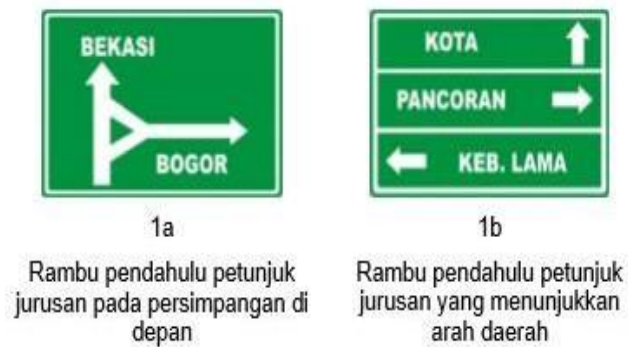 BEKASI
BOGOR
1a
Rambu pendahulu petunjuk
jurusan pada persimpangan di
depan
KOTA
PANCORAN
KEB. LAMA
1b
Rambu pendahulu petunjuk
jurusan yang menunjukkan
arah daerah